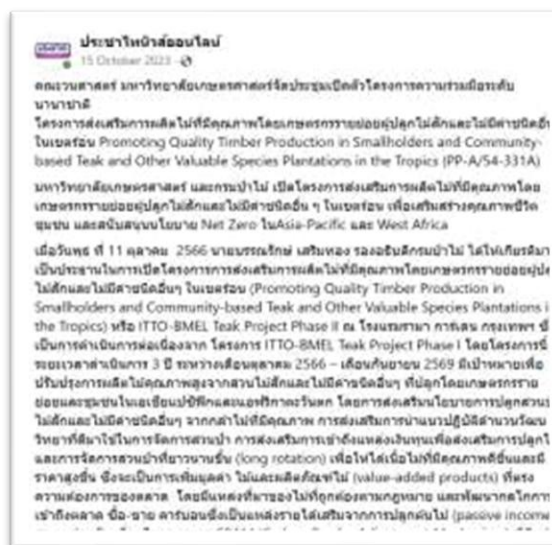 ประชาไทนิวส์ออนไลน์
15 October 2023
คณะวนศาสตร์ มหาวิทยาลัยเกษตรศาสตร์จัดประชุมเปิดตัวโครงการความร่วมมือระดับ
นานาชาติ
โครงการส่งเสริมการผลิตไม้ที่มีคุณภาพโดยเกษตรกรรายย่อยผู้ปลูกไม้สักและไม้มีค่าชนิดอื่น
ในเขตร้อน Promoting Quality Timber Production in Smallholders and Community-
based Teak and Other Valuable Species Plantations in the Tropics (PP-A/54-331A)
มหาวิทยาลัยเกษตรศาสตร์ และกรมป่าไม้ เปิดโครงการส่งเสริมการผลิตไม้ที่มีคุณภาพโดย
เกษตรกรรายย่อยผู้ปลูกไม้สักและไม้มีค่าชนิดอื่น ๆ ในเขตร้อน เพื่อเสริมสร้างคุณภาพชีวิต
ชุมชน และสนับสนุนนโยบาย Net Zero ในAsia-Pacific และ West Africa
เมื่อวันพุธ ที่ 11 ตุลาคม 2566 นายบรรณรักษ์ เสริมทอง รองอธิบดีกรมป่าไม้ ได้ให้เกียรติมา
เป็นประธานในการเปิดโครงการการส่งเสริมการผลิตไม้ที่มีคุณภาพโดยเกษตรกรรายย่อยผู้ปลูก
ไม้สักและไม้มีค่าชนิดอื่นๆ ในเขตร้อน (Promoting Quality Timber Production in
Smallholders and Community-based Teak and Other Valuable Species Plantations i
the Tropics) หรือ ITTO-BMEL Teak Project Phase II ณ โรงแรมรามา การ์เดน กรุงเทพฯ ซึ่
เป็นการดำเนินการต่อเนื่องจาก โครงการ ITTO-BMEL Teak Project Phase I โดยโครงการนี้
ระยะเวลาดำเนินการ 3 ปี ระหว่างเดือนตุลาคม 2566 – เดือนกันยายน 2569 มีเป้าหมายเพื่อ
ปรับปรุงการผลิตไม้คุณภาพสูงจากสวนไม้สักและไม้มีค่าชนิดอื่นๆ ที่ปลูกโดยเกษตรกรราย
ย่อยและชุมชนในเอเชียแปซิฟิกและแอฟริกาตะวันตก โดยการส่งเสริมนโยบายการปลูกสวนป่
ไม้สักและไม้มีค่าชนิดอื่นๆ จากกล้าไม้ที่มีคุณภาพ การส่งเสริมการนำแนวปฏิบัติด้านวนวัฒน
วิทยาที่ดีมาใช้ในการจัดการสวนป่า การส่งเสริมการเข้าถึงแหล่งเงินทุนเพื่อส่งเสริมการปลูกไ
และการจัดการสวนป่าที่ยาวนานขึ้น (long rotation) เพื่อให้ได้เนื้อไม้ที่มีคุณภาพดีขึ้นและมี
ราคาสูงขึ้น ซึ่งจะเป็นการเพิ่มมูลค่า ไม้และผลิตภัณฑ์ไม้ (value-added products) ที่ตรง
ความต้องการของตลาด โดยมีแหล่งที่มาของไม้ที่ถูกต้องตามกฎหมาย และพัฒนากลไกการ
เข้าถึงตลาด ซื้อ-ขาย คาร์บอนซึ่งเป็นแหล่งรายได้เสริมจากการปลูกต้นไม้ (passive income